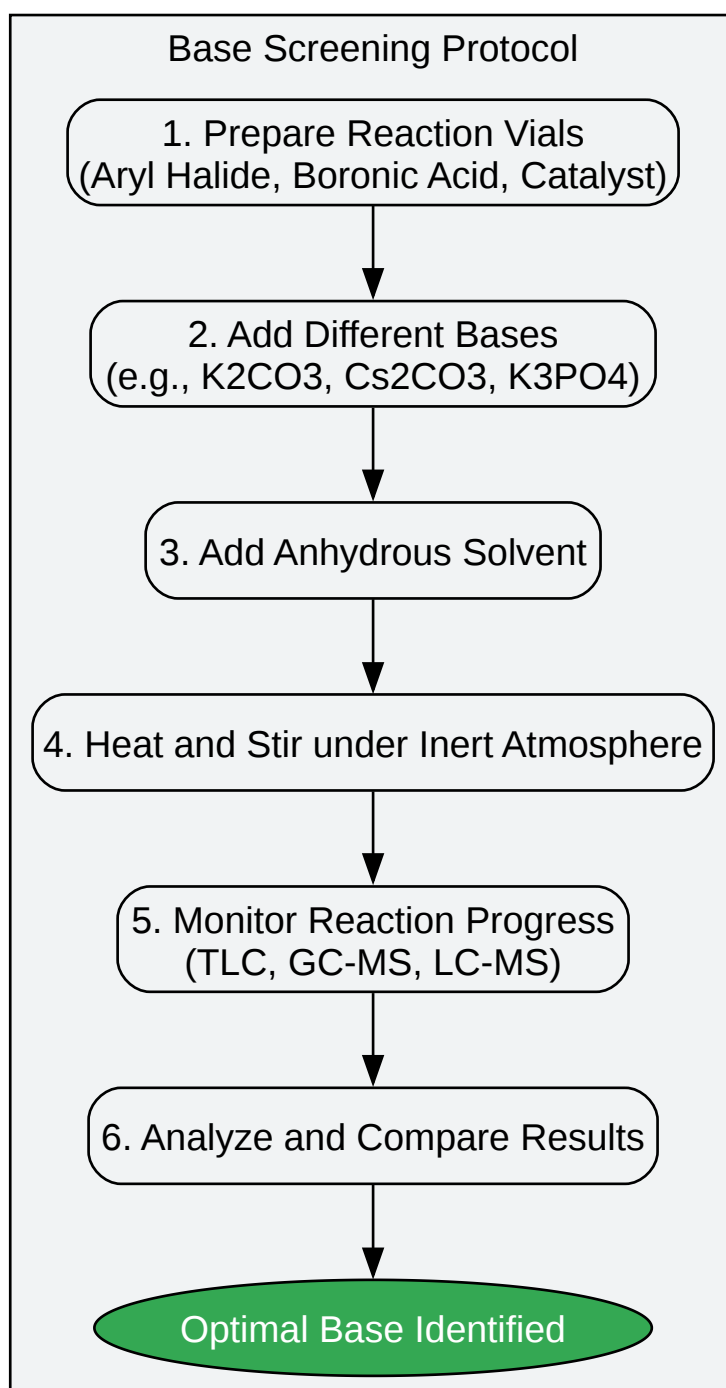 Base Screening Protocol
1. Prepare Reaction Vials
(Aryl Halide, Boronic Acid, Catalyst)
2. Add Different Bases
(e.g., K2CO3, Cs2CO3, K3PO4)
3. Add Anhydrous Solvent
4. Heat and Stir under Inert Atmosphere
5. Monitor Reaction Progress
(TLC, GC-MS, LC-MS)
6. Analyze and Compare Results
Optimal Base Identified